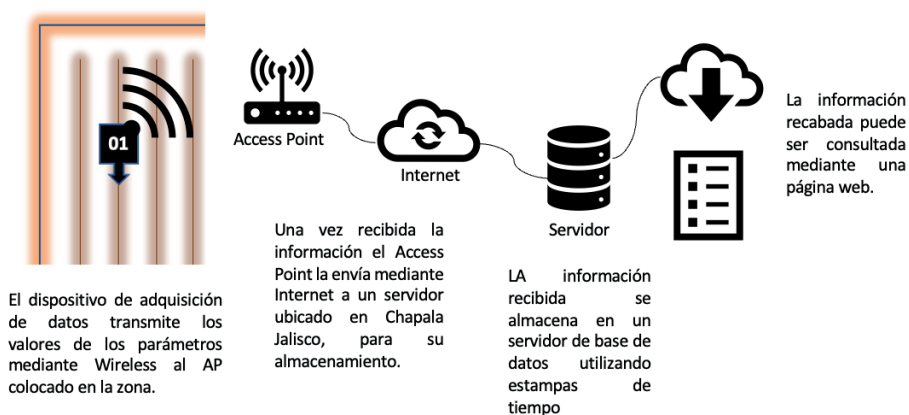 01
Access Point
Internet
Servidor
El dispositivo de adquisición
de datos transmite los
valores de los parámetros
mediante Wireless al AP
colocado en la zona.
Una vez recibida la
información el Access
Point la envía mediante
Internet a un servidor
ubicado en Chapala
Jalisco, para su
almacenamiento.
LA información
recibida se
almacena en un
servidor de base de
datos utilizando
estampas de
tiempo
La información
recabada puede
ser consultada
mediante una
página web.